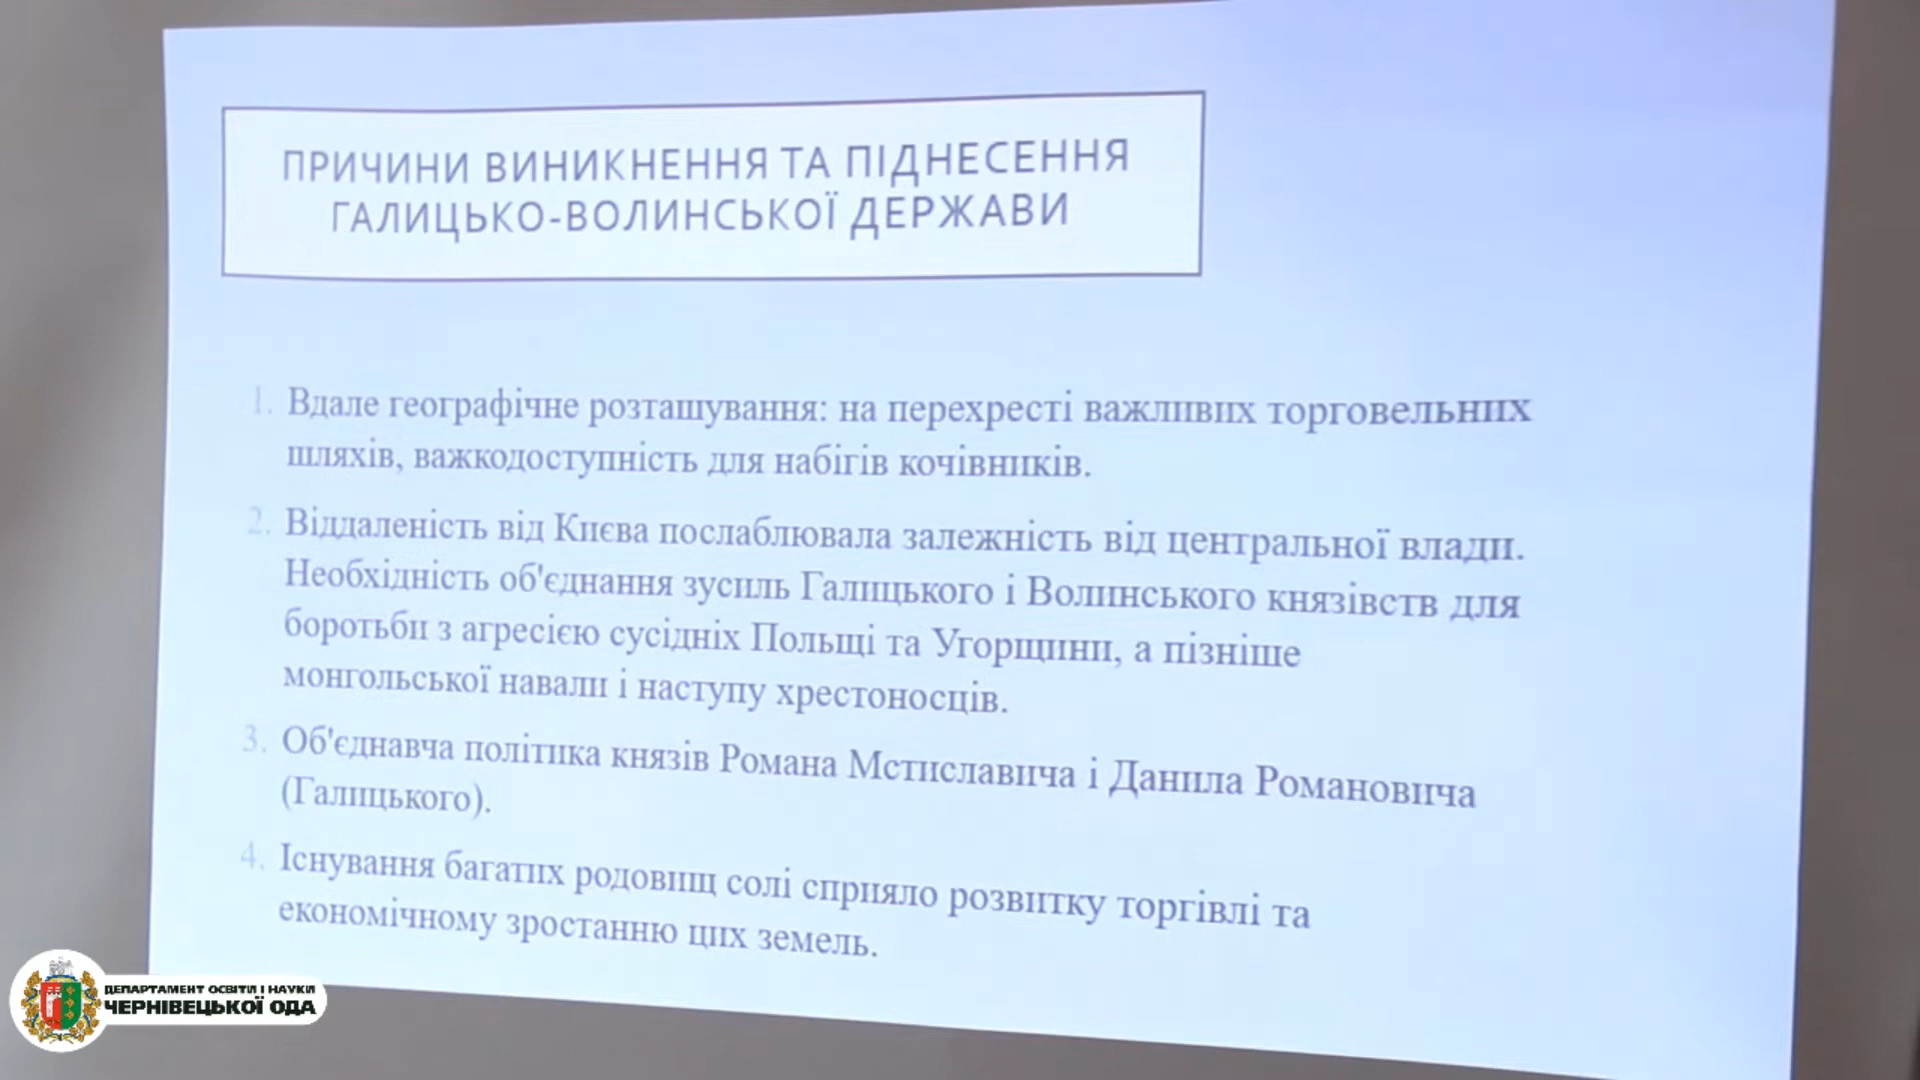 ПРИЧИНИ ВИНИКНЕННЯ ТА ПІДНЕСЕННЯ
ГАЛИЦЬКО-ВОЛИНСЬКОЇ ДЕРЖАВИ
1. Вдале географічне розташування: на перехресті важливих торговельних
шляхів, важкодоступність для набігів кочівників.
2. Віддаленість від Києва послаблювала залежність від центральної влади.
Необхідність об'єднання зусиль Галицького і Волинського князівств для
боротьби з агресією сусідніх Польщі та Угорщини, а пізніше
монгольської навали і наступу хрестоносців.
3. Об'єднавча політика князів Романа Мстиславича і Данила Романовича
(Галицького).
4. Існування багатих родовищ солі сприяло розвитку торгівлі та
економічному зростанню цих земель.
ДЕПАРТАМЕНТ ОСВІТИ І НАУКИ
ЧЕРНІВЕЦЬКОЇ ОДА